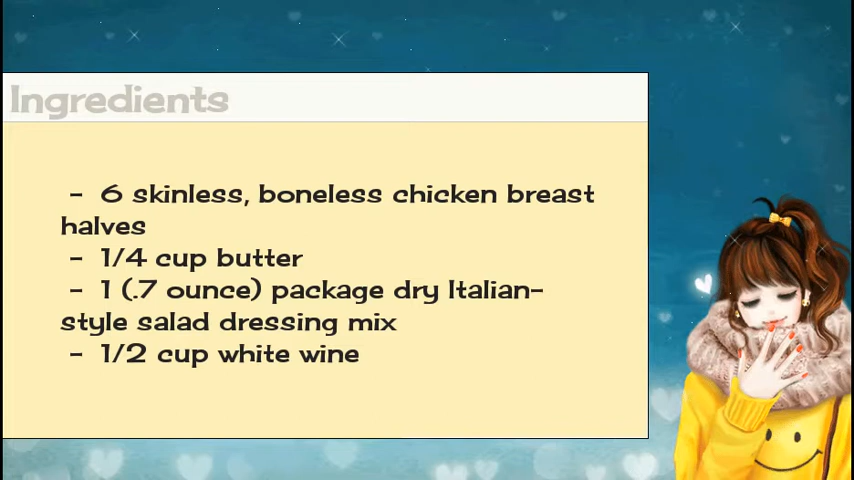 Ingredients
- 6 skinless, boneless chicken breast
halves
- 1/4 cup butter
- 1 (.7 ounce) package dry Italian-
style salad dressing mix
- 1/2 cup white wine